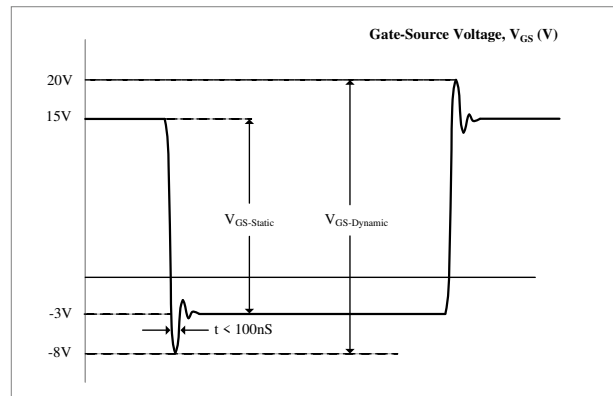 Gate-Source Voltage, VGS (V)
20V
15V
VGS-Static
VGS-Dynamic
-3V
t < 100nS
-8V